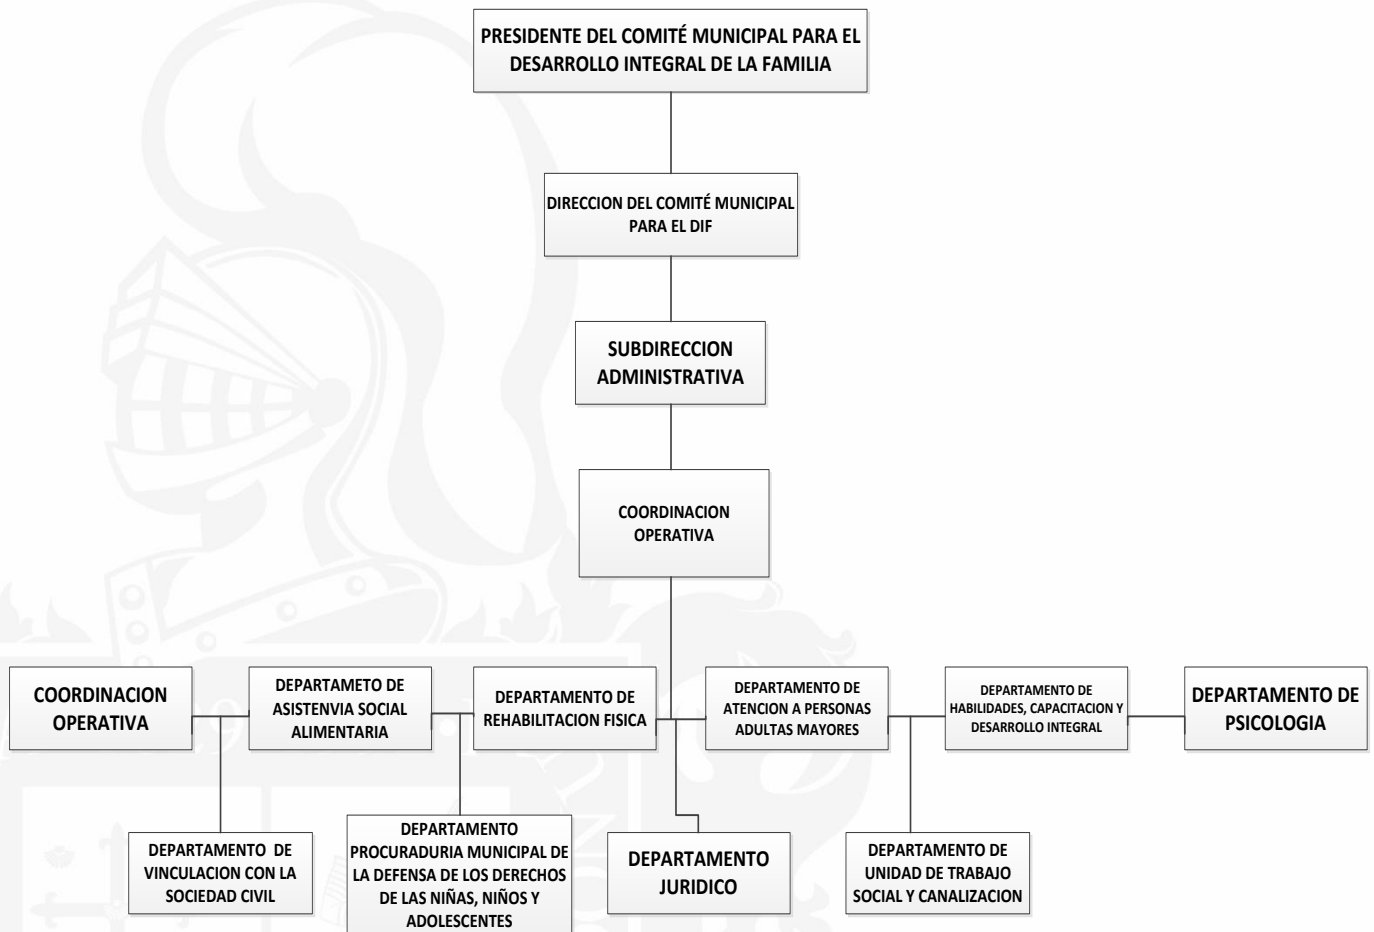 PRESIDENTE DEL COMITÉ MUNICIPAL PARA EL
DESARROLLO INTEGRAL DE LA FAMILIA
DIRECCION DEL COMITÉ MUNICIPAL
PARA EL DIF
SUBDIRECCION
ADMINISTRATIVA
COORDINACION
OPERATIVA
COORDINACION
OPERATIVA
DEPARTAMETO DE
ASISTENVIA SOCIAL
ALIMENTARIA
DEPARTAMENTO DE
REHABILITACION FISICA
DEPARTAMENTO DE
ATENCION A PERSONAS
ADULTAS MAYORES
DEPARTAMENTO DE
HABILIDADES, CAPACITACION Y
DESARROLLO INTEGRAL
DEPARTAMENTO DE
PSICOLOGIA
DEPARTAMENTO DE
VINCULACION CON LA
SOCIEDAD CIVIL
DEPARTAMENTO
PROCURADURIA MUNICIPAL DE
LA DEFENSA DE LOS DERECHOS
DE LAS NIÑAS, NIÑOS Y
ADOLESCENTES
DEPARTAMENTO
JURIDICO
DEPARTAMENTO DE
UNIDAD DE TRABAJO
SOCIAL Y CANALIZACION